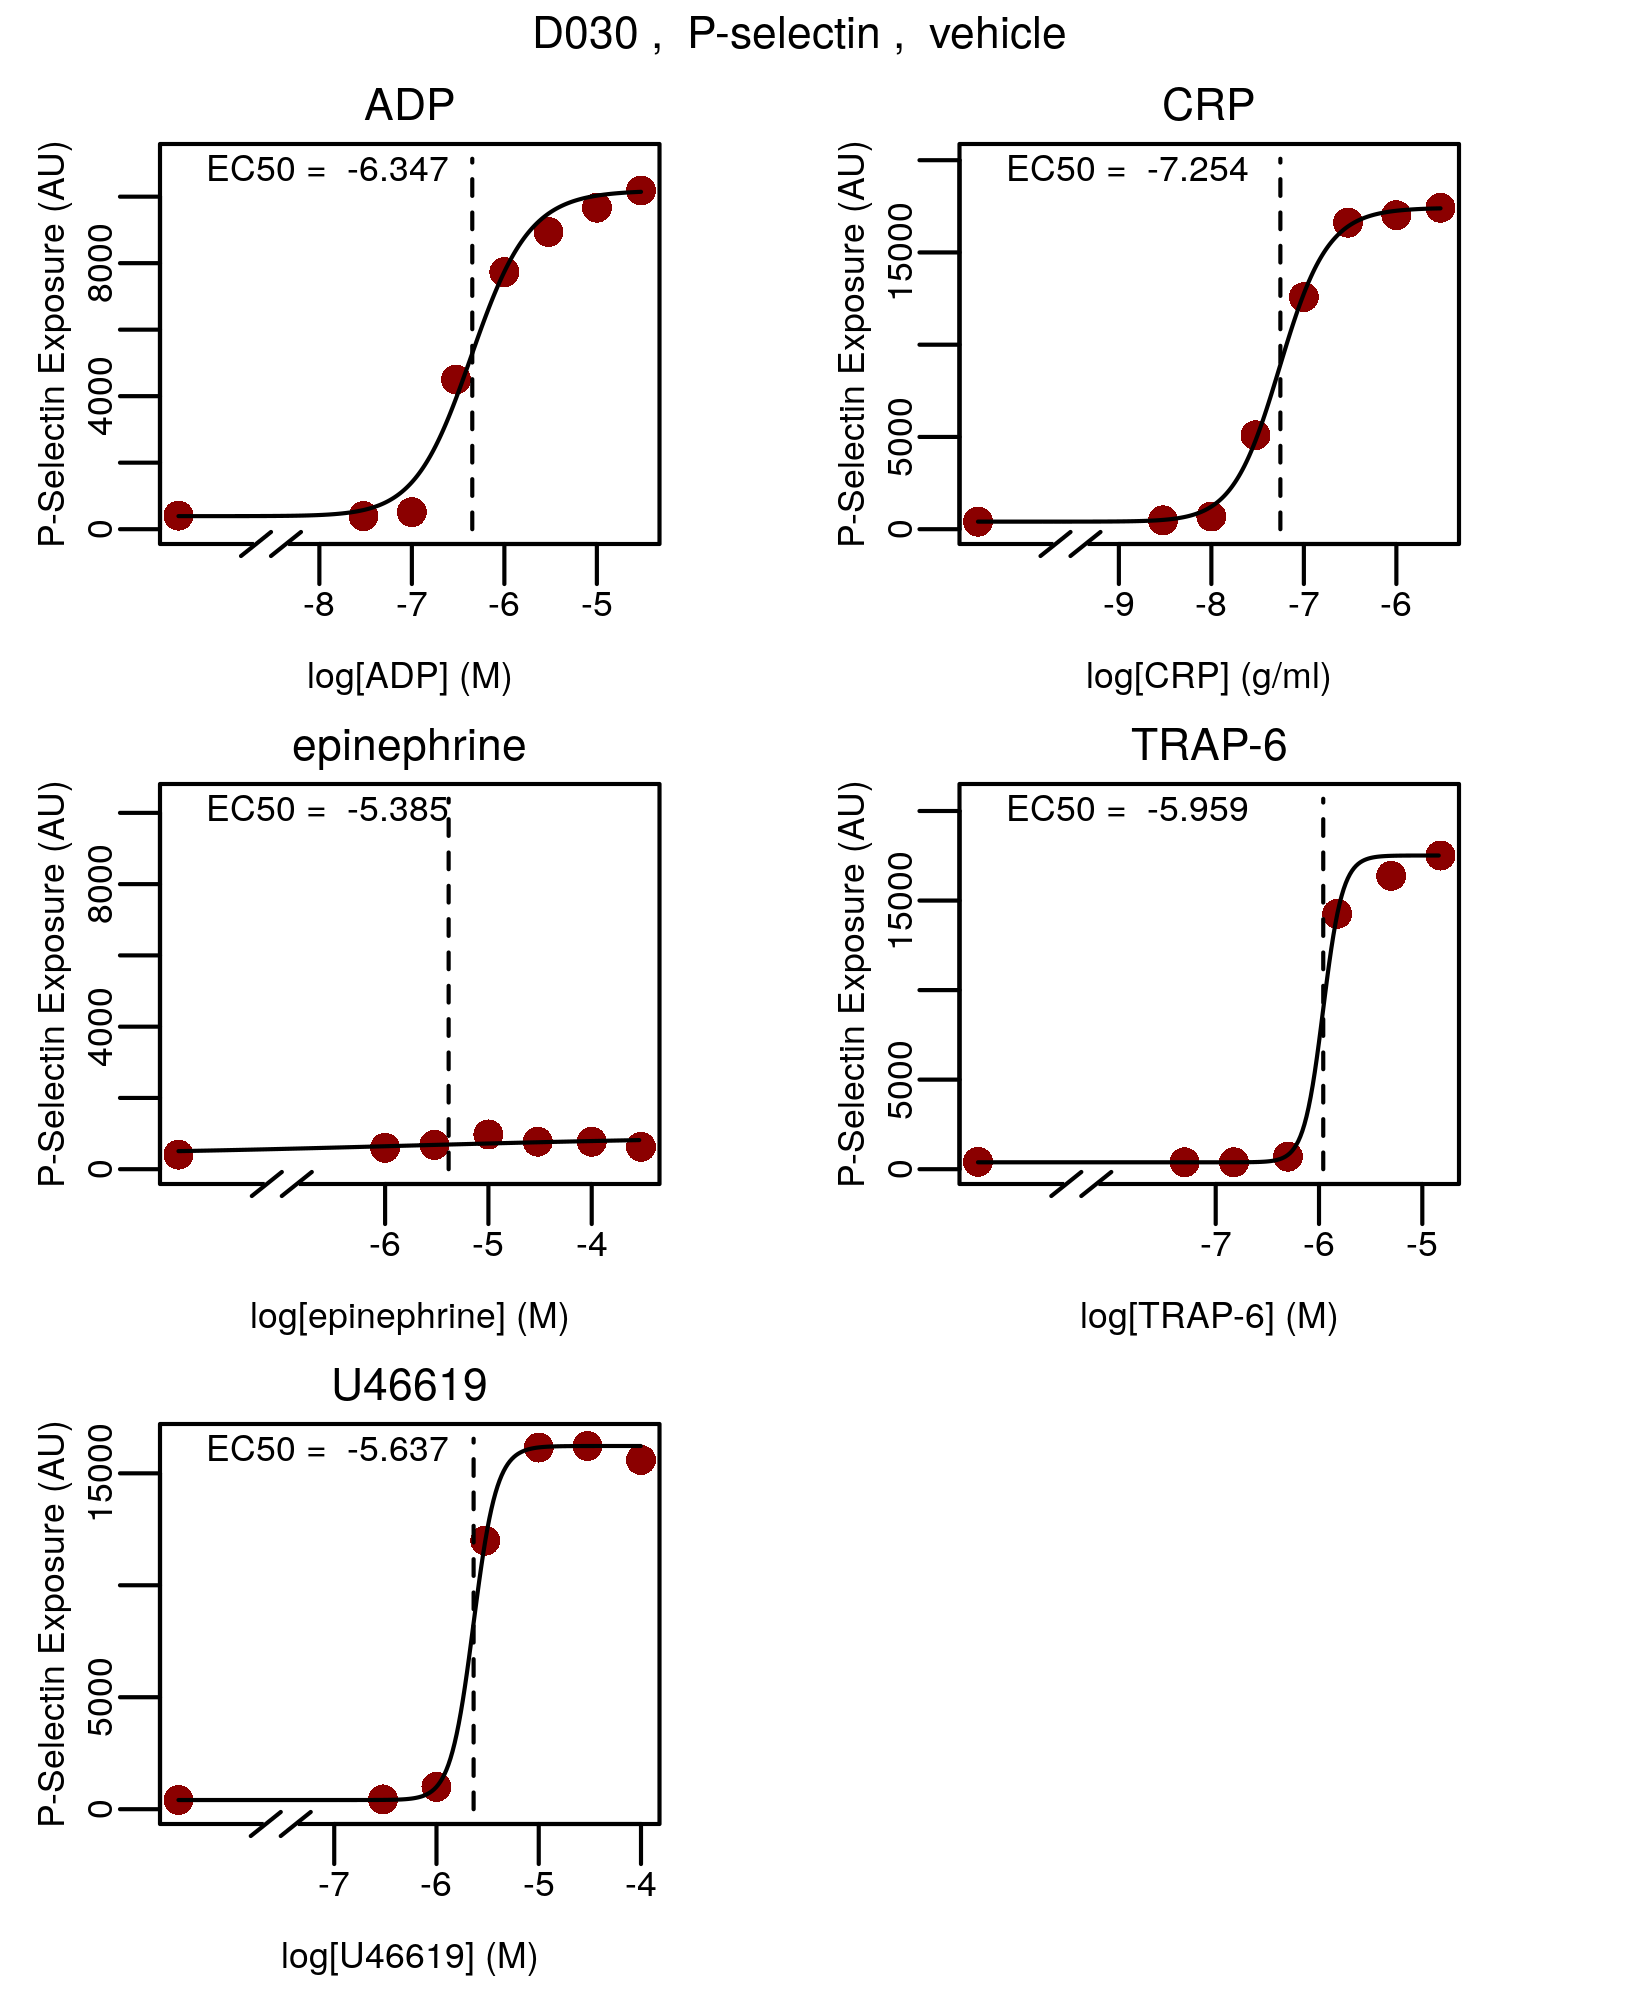 D030 , P-selectin , vehicle
ADP
EC50 = -6.347
P-Selectin Exposure (AU)
0 4000 8000
-8 -7 -6 -5
log[ADP] (M)
CRP
EC50 = -7.254
P-Selectin Exposure (AU)
0 5000 15000
-9 -8 -7 -6
log[CRP] (g/ml)
epinephrine
EC50 = -5.385
P-Selectin Exposure (AU)
0 4000 8000
-6 -5 -4
log[epinephrine] (M)
TRAP-6
EC50 = -5.959
P-Selectin Exposure (AU)
0 5000 15000
-7 -6 -5
log[TRAP-6] (M)
U46619
EC50 = -5.637
P-Selectin Exposure (AU)
0 5000 15000
-7 -6 -5 -4
log[U46619] (M)